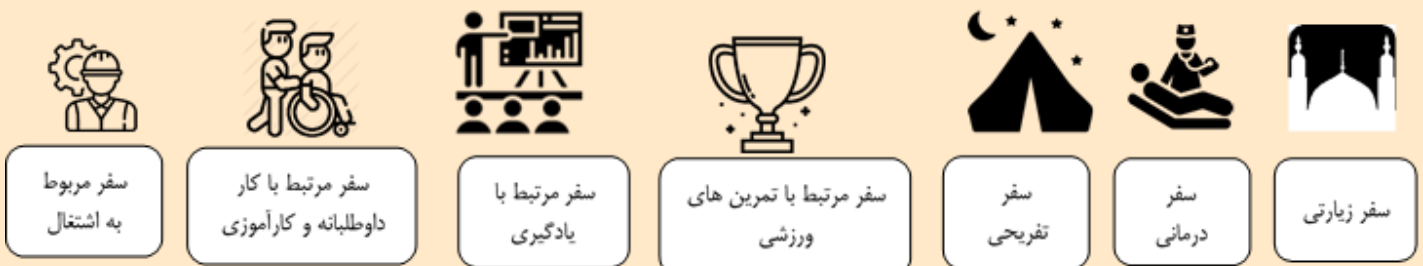 سفر زیارتی
سفر
درمانی
سفر
تفریحی
سفر مرتبط با تمرین های
ورزشی
سفر مرتبط با
یادگیری
سفر مرتبط با کار
داوطلبانه و کارآموزی
سفر مربوط
به اشتغال